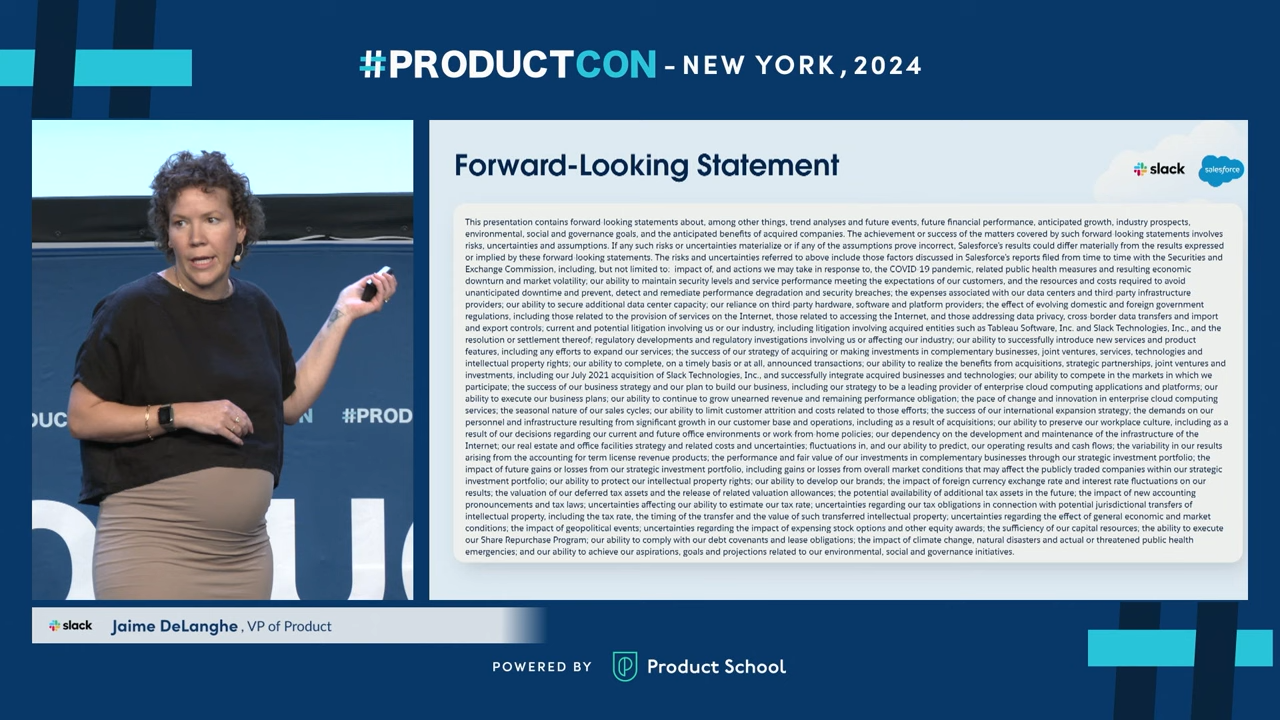 #PRODUCTCON - NEW YORK, 2024
Forward-Looking Statement
slack
salesforce
This presentation contains forward-looking statements about, among other things, trend analyses and future events, future financial performance, anticipated growth, industry prospects,
environmental, social and governance goals, and the anticipated benefits of acquired companies. The achievement or success of the matters covered by such forward-looking statements involves
risks, uncertainties and assumptions. If any such risks or uncertainties materialize or if any of the assumptions prove incorrect, Salesforce's results could differ materially from the results expressed
or implied by these forward-looking statements. The risks and uncertainties referred to above include those factors discussed in Salesforce's reports filed from time to time with the Securities and
Exchange Commission, including, but not limited to: impact of, and actions we may take in response to, the COVID-19 pandemic, related public health measures and resulting economic
downturn and market volatility; our ability to maintain security levels and service performance meeting the expectations of our customers, and the resources and costs required to avoid
unanticipated downtime and prevent, detect and remediate performance degradation and security breaches; the expenses associated with our data centers and third-party infrastructure
providers; our ability to secure additional data center capacity; our reliance on third-party hardware, software and platform providers; the effect of evolving domestic and foreign government
regulations, including those related to the provision of services on the Internet, those related to accessing the Internet, and those addressing data privacy, cross-border data transfers and import
and export controls; current and potential litigation involving us or our industry, including litigation involving acquired entities such as Tableau Software, Inc. and Slack Technologies, Inc., and the
resolution or settlement thereof; regulatory developments and regulatory investigations involving us or affecting our industry; our ability to successfully introduce new services and product
features, including any efforts to expand our services; the success of our strategy of acquiring or making investments in complementary businesses, joint ventures, services, technologies and
intellectual property rights; our ability to complete, on a timely basis or at all, announced transactions; our ability to realize the benefits from acquisitions, strategic partnerships, joint ventures and
investments, including our July 2021 acquisition of Slack Technologies, Inc., and successfully integrate acquired businesses and technologies; our ability to compete in the markets in which we
participate; the success of our business strategy and our plan to build our business, including our strategy to be a leading provider of enterprise cloud computing applications and platforms; our
ability to execute our business plans; our ability to continue to grow unearned revenue and remaining performance obligation; the pace of change and innovation in enterprise cloud computing
services; the seasonal nature of our sales cycles; our ability to limit customer attrition and costs related to those efforts; the success of our international expansion strategy; the demands on our
personnel and infrastructure resulting from significant growth in our customer base and operations, including as a result of acquisitions; our ability to preserve our workplace culture, including as a
result of our decisions regarding our current and future office environments or work-from-home policies; our dependency on the development and maintenance of the infrastructure of the
Internet; our real estate and office facilities strategy and related costs and uncertainties; fluctuations in, and our ability to predict, our operating results and cash flows; the variability in our results
arising from the accounting for term license revenue products; the performance and fair value of our investments in complementary businesses through our strategic investment portfolio; the
impact of future gains or losses from our strategic investment portfolio, including gains or losses from overall market conditions that may affect the publicly traded companies within our strategic
investment portfolio; our ability to protect our intellectual property rights; our ability to develop our brands; the impact of foreign currency exchange rate and interest rate fluctuations on our
results; the valuation of our deferred tax assets and the release of related valuation allowances; the potential availability of additional tax assets in the future; the impact of new accounting
pronouncements and tax laws; uncertainties affecting our ability to estimate our tax rate; uncertainties regarding our tax obligations in connection with potential jurisdictional transfers of
intellectual property, including the tax rate, the timing of the transfer and the value of such transferred intellectual property; uncertainties regarding the effect of general economic and market
conditions; the impact of geopolitical events; uncertainties regarding the impact of expensing stock options and other equity awards; the sufficiency of our capital resources; the ability to execute
our Share Repurchase Program; our ability to comply with our debt covenants and lease obligations; the impact of climate change, natural disasters and actual or threatened public health
emergencies; and our ability to achieve our aspirations, goals and projections related to our environmental, social and governance initiatives.
#PROD
slack Jaime DeLanghe, VP of Product
POWERED BY Product School